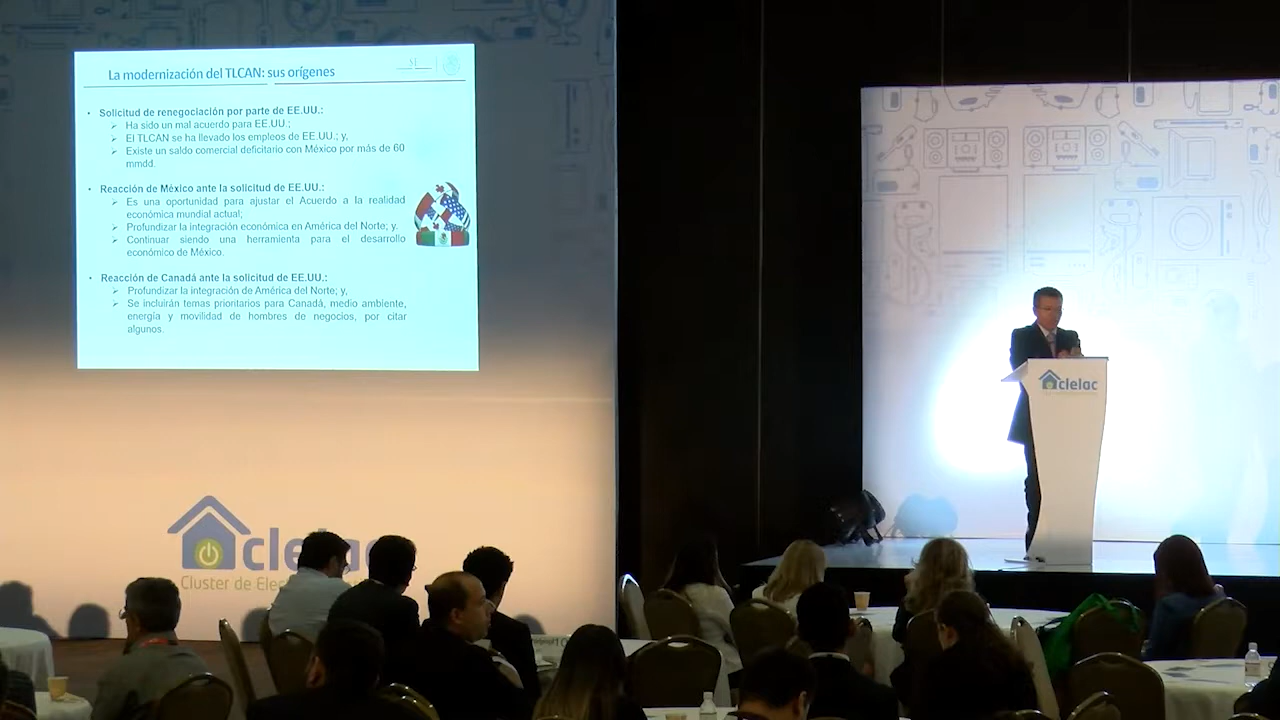 La modernización del TLCAN: sus orígenes
SE
• Solicitud de renegociación por parte de EE.UU.:
➢ Ha sido un mal acuerdo para EE.UU.;
➢ El TLCAN se ha llevado los empleos de EE.UU.; y,
➢ Existe un saldo comercial deficitario con México por más de 60
mmdd.
• Reacción de México ante la solicitud de EE.UU.:
➢ Es una oportunidad para ajustar el Acuerdo a la realidad
económica mundial actual;
➢ Profundizar la integración económica en América del Norte; y.
➢ Continuar siendo una herramienta para el desarrollo
económico de México.
• Reacción de Canadá ante la solicitud de EE.UU.:
➢ Profundizar la integración de América del Norte; y,
➢ Se incluirán temas prioritarios para Canadá, medio ambiente,
energía y movilidad de hombres de negocios, por citar
algunos.
clelac
cle
Cluster de Elec